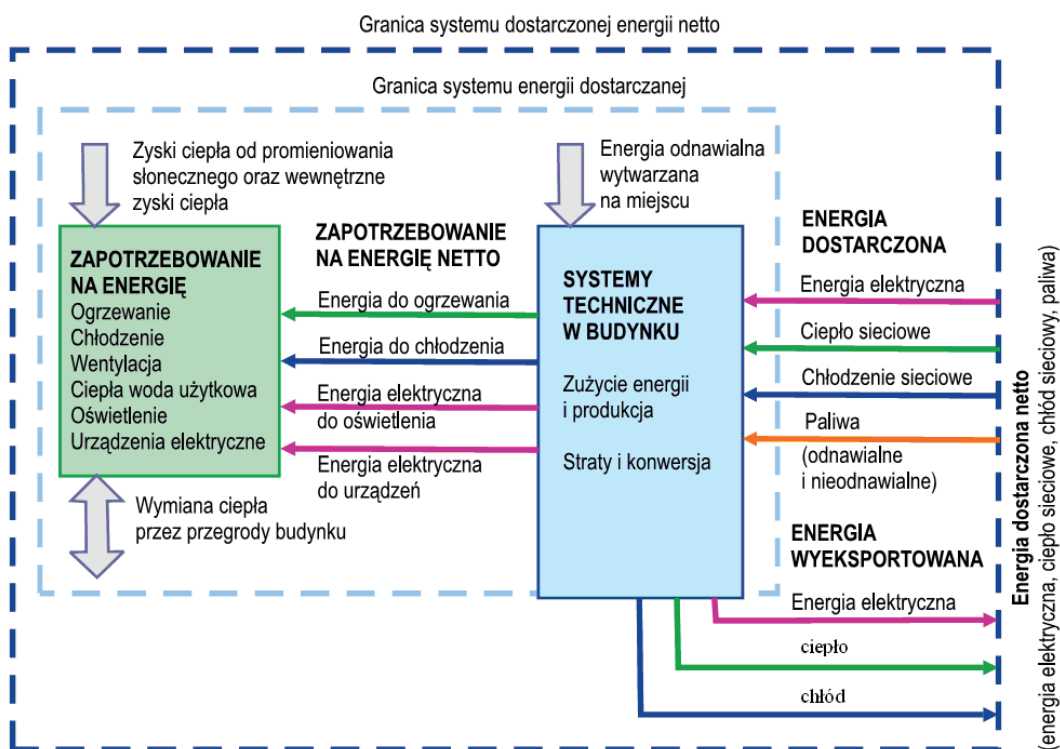 Granica systemu dostarczonej energii netto
Granica systemu energii dostarczanej
Zyski ciepła od promieniowania
słonecznego oraz wewnętrzne
zyski ciepła
Energia odnawialna
wytwarzana
na miejscu
ZAPOTRZEBOWANIE
NA ENERGIĘ
Ogrzewanie
Chłodzenie
Wentylacja
Ciepła woda użytkowa
Oświetlenie
Urządzenia elektryczne
ZAPOTRZEBOWANIE
NA ENERGIĘ NETTO
Energia do ogrzewania
Energia do chłodzenia
Energia elektryczna
do oświetlenia
Energia elektryczna
do urządzeń
SYSTEMY
TECHNICZNE
W BUDYNKU
Zużycie energii
i produkcja
Straty i konwersja
ENERGIA
DOSTARCZONA
Energia elektryczna
Ciepło sieciowe
Chłodzenie sieciowe
Paliwa
(odnawialne
i nieodnawialne)
Wymiana ciepła
przez przegrody budynku
ENERGIA
WYEKSPORTOWANA
Energia elektryczna
ciepło
chłód
Energia dostarczona netto
(energia elektryczna, ciepło sieciowe, chłód sieciowy, paliwa)